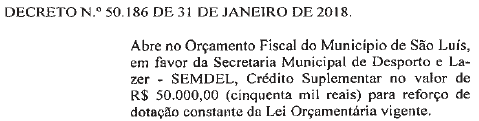 DECRETO N.º 50.186 DE 31 DE JANEIRO DE 2018.
Abre no Orçamento Fiscal do Município de São Luís,
em favor da Secretaria Municipal de Desporto e La-
zer - SEMDEL, Crédito Suplementar no valor de
R$ 50.000,00 (cinquenta mil reais) para reforço de
dotação constante da Lei Orçamentária vigente.